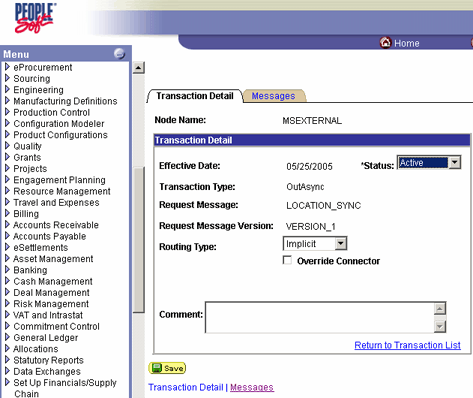 PEOPLE
Soft
Home
Menu
eProcurement
Sourcing
Engineering
Manufacturing Definitions
Production Control
Configuration Modeler
Product Configurations
Quality
Grants
Projects
Engagement Planning
Resource Management
Travel and Expenses
Billing
Accounts Receivable
Accounts Payable
eSettlements
Asset Management
Banking
Cash Management
Deal Management
Risk Management
VAT and Intrastat
Commitment Control
General Ledger
Allocations
Statutory Reports
Data Exchanges
Set Up Financials/Supply
Chain
Transaction Detail Messages
Node Name: MSEXTERNAL
Transaction Detail
Effective Date: 05/25/2005 *Status: Active
Transaction Type: OutAsync
Request Message: LOCATION_SYNC
Request Message Version: VERSION_1
Routing Type: Implicit
Override Connector
Comment:
Return to Transaction List
Save
Transaction Detail | Messages